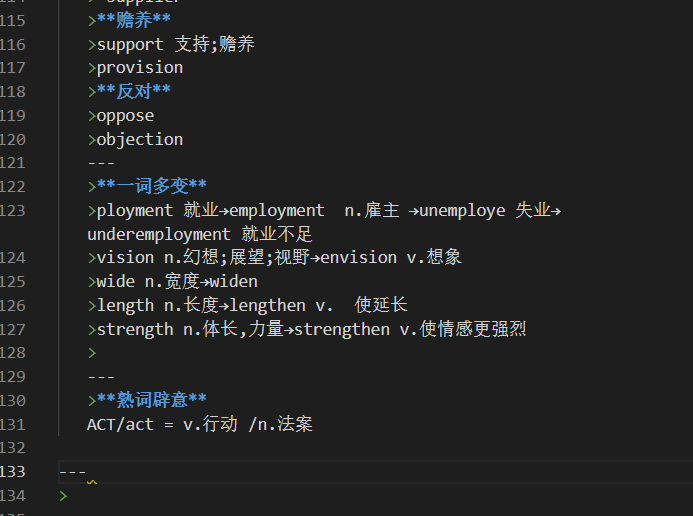 115 >**赡养**
116 >support 支持;赡养
117 >provision
118 >**反对**
119 >oppose
120 >objection
121 ---
122 >**一词多变**
123 >ployment 就业→employment  n.雇主 →unemploye 失业→
underemployment 就业不足
124 >vision n.幻想;展望;视野→envision v.想象
125 >wide n.宽度→widen
126 >length n.长度→lengthen v.  使延长
127 >strength n.体长,力量→strengthen v.使情感更强烈
128 >
129 ---
130 >**熟词辟意**
131 ACT/act = v.行动 /n.法案
132
133 ---
134 >